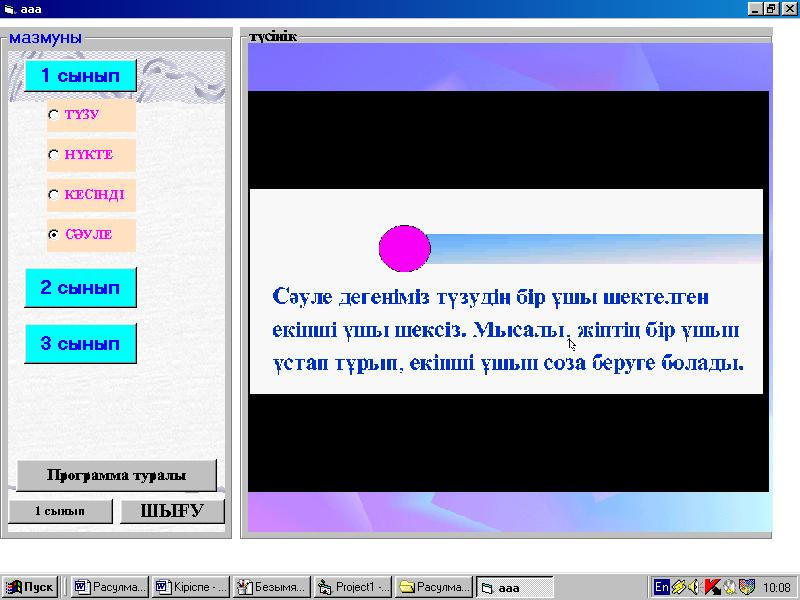 aaa
мазмұны
1 сынып
ТҮЗУ
НҮКТЕ
КЕСІНДІ
СӘУЛЕ
2 сынып
3 сынып
Программа туралы
1 сынып
ШЫҒУ
түсінік
Сәуле дегеніміз түзудің бір ұшы шектелген
екінші ұшы шексіз. Мысалы, жіптің бір ұшын
ұстап тұрып, екінші ұшын соза беруге болады.
Пуск
Расулма...
Кіріспе - ...
Безымя...
Project1 -...
Расулма...
aaa
En
10:08